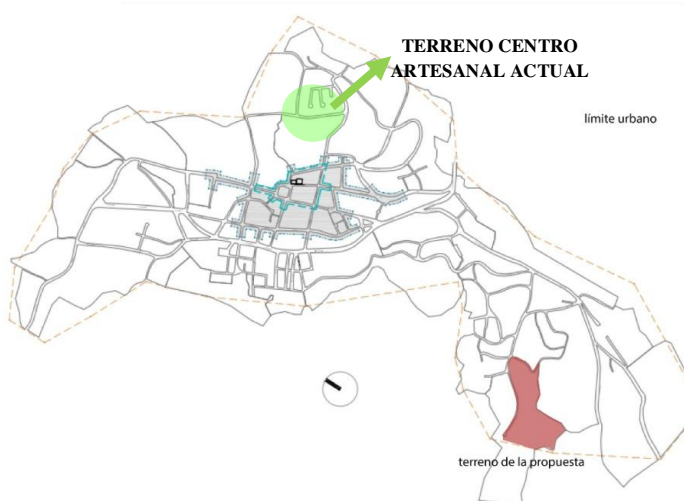 TERRENO CENTRO
ARTESANAL ACTUAL
límite urbano
terreno de la propuesta